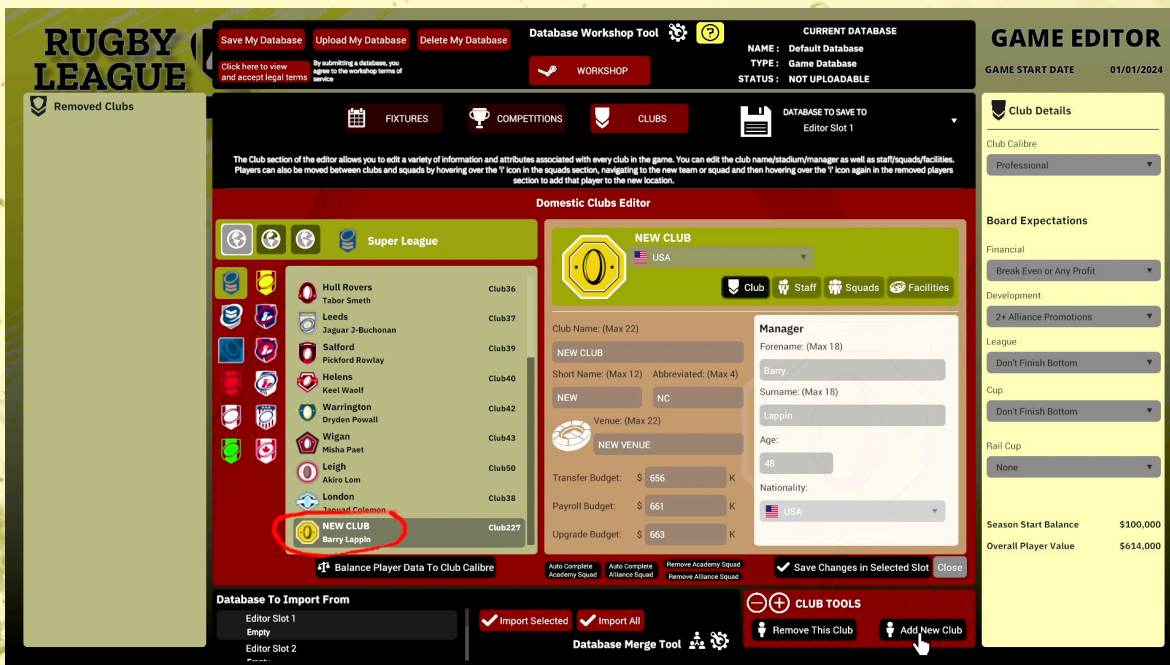 RUGBY
LEAGUE
Save My Database
Upload My Database
Delete My Database
Click here to view
and accept legal terms
By submitting a database, you
agree to the workshop terms of
service
Database Workshop Tool
?
WORKSHOP
CURRENT DATABASE
NAME : Default Database
TYPE : Game Database
STATUS : NOT UPLOADABLE
GAME EDITOR
GAME START DATE 01/01/2024
Removed Clubs
FIXTURES
COMPETITIONS
CLUBS
DATABASE TO SAVE TO
Editor Slot 1
The Club section of the editor allows you to edit a variety of information and attributes associated with every club in the game. You can edit the club name/stadium/manager as well as staff/squads/facilities.
Players can also be moved between clubs and squads by hovering over the 'i' icon in the squads section, navigating to the new team or squad and then hovering over the 'i' icon again in the removed players
section to add that player to the new location.
Domestic Clubs Editor
Super League
Hull Rovers Club36
Tabor Smeth
Leeds Club37
Jaguar J-Buchonan
Salford Club39
Pickford Rowlay
Helens Club40
Keel Waolf
Warrington Club42
Dryden Powall
Wigan Club43
Misha Paet
Leigh Club50
Akiro Lom
London Club38
Jaguad Colemon
NEW CLUB Club227
Barry Lappin
Balance Player Data To Club Calibre
NEW CLUB
USA
Club
Staff
Squads
Facilities
Club Name: (Max 22)
NEW CLUB
Short Name: (Max 12) Abbreviated: (Max 4)
NEW NC
Venue: (Max 22)
NEW VENUE
Transfer Budget: $ 656 K
Payroll Budget: $ 661 K
Upgrade Budget: $ 663 K
Manager
Forename: (Max 18)
Barry
Surname: (Max 18)
Lappin
Age:
48
Nationality:
USA
Auto Complete
Academy Squad
Auto Complete
Alliance Squad
Remove Academy Squad
Remove Alliance Squad
Save Changes in Selected Slot
Close
Database To Import From
Editor Slot 1
Empty
Editor Slot 2
Import Selected
Import All
Database Merge Tool
CLUB TOOLS
Remove This Club
Add New Club
Club Details
Club Calibre
Professional
Board Expectations
Financial
Break Even or Any Profit
Development
2+ Alliance Promotions
League
Don't Finish Bottom
Cup
Don't Finish Bottom
Rail Cup
None
Season Start Balance $100,000
Overall Player Value $614,000